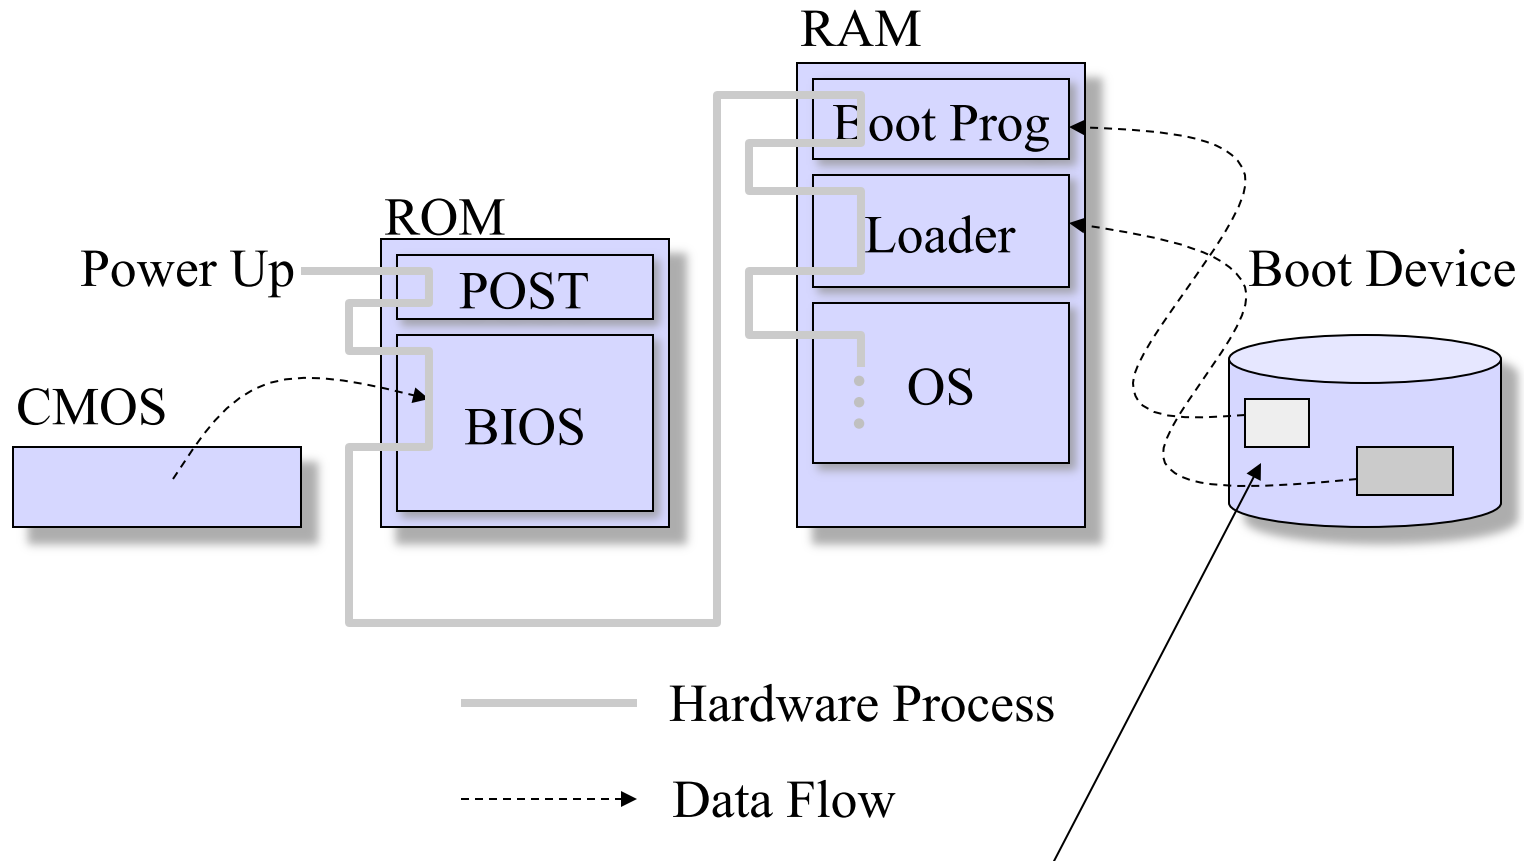 RAM
Boot Prog
Loader
OS
ROM
Power Up
POST
BIOS
CMOS
Boot Device
Hardware Process
Data Flow